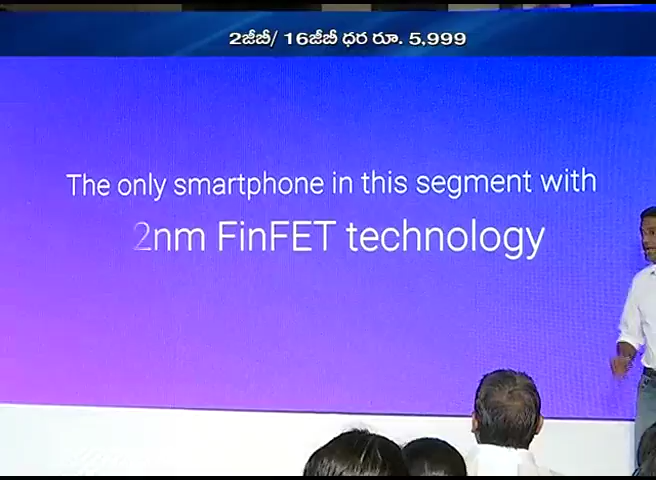 2జీబీ/ 16జీబీ ధర రూ. 5,999
The only smartphone in this segment with
2nm FinFET technology